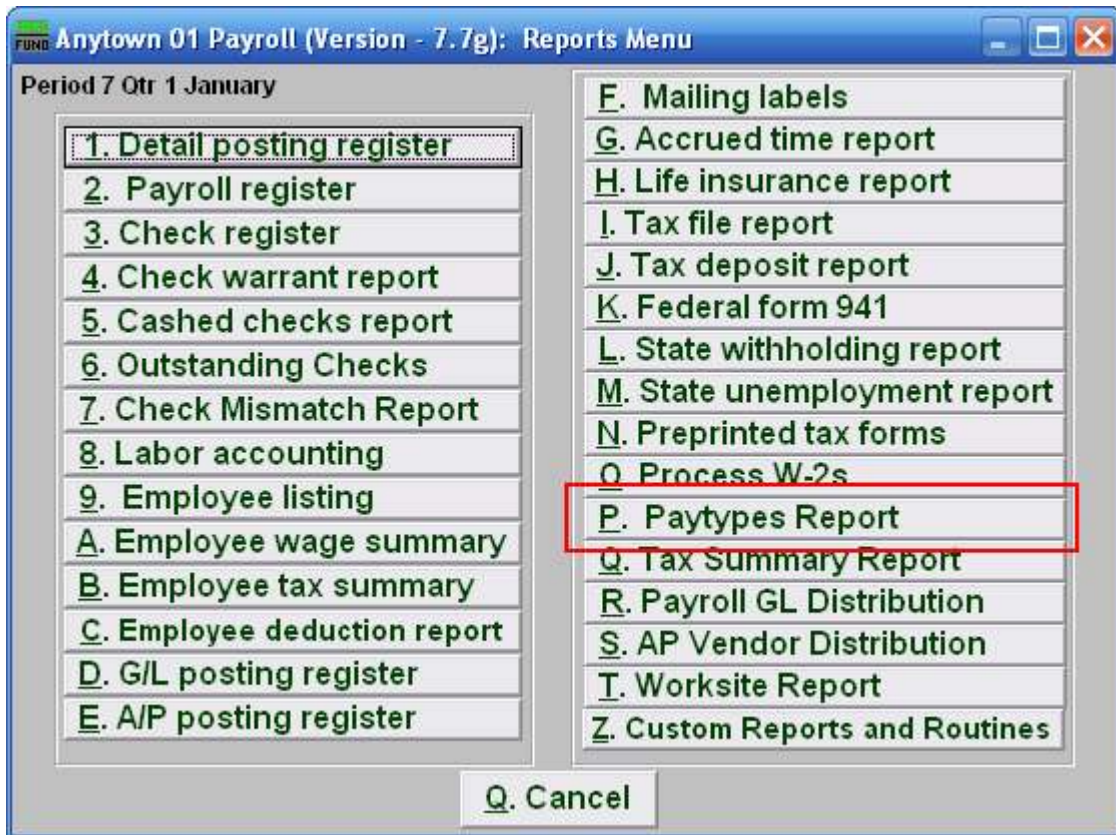 FUND Anytown 01 Payroll (Version - 7.7g): Reports Menu
Period 7 Qtr 1 January
1. Detail posting register
2. Payroll register
3. Check register
4. Check warrant report
5. Cashed checks report
6. Outstanding Checks
7. Check Mismatch Report
8. Labor accounting
9. Employee listing
A. Employee wage summary
B. Employee tax summary
C. Employee deduction report
D. G/L posting register
E. A/P posting register
F. Mailing labels
G. Accrued time report
H. Life insurance report
I. Tax file report
J. Tax deposit report
K. Federal form 941
L. State withholding report
M. State unemployment report
N. Preprinted tax forms
O Process W-2s
P. Paytypes Report
Q. Tax Summary Report
R. Payroll GL Distribution
S. AP Vendor Distribution
T. Worksite Report
Z. Custom Reports and Routines
Q. Cancel